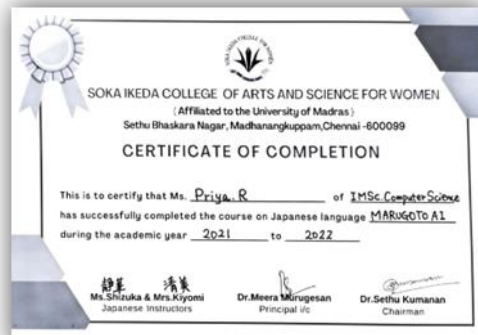 SOKA IKEDA COLLEGE OF ARTS AND SCIENCE FOR WOMEN
(Affiliated to the University of Madras)
Sethu Bhaskara Nagar, Madhanangkuppam,Chennai -600099
CERTIFICATE OF COMPLETION
This is to certify that Ms. Priya.R of IMSc.Computer Science
has successfully completed the course on Japanese language MARUGOTO A1
during the academic year 2021 to 2022
静華 清美
Ms.Shizuka & Mrs.Kiyomi Dr.Meera Murugesan Dr.Sethu Kumanan
Japanese Instructors Principal i/c Chairman